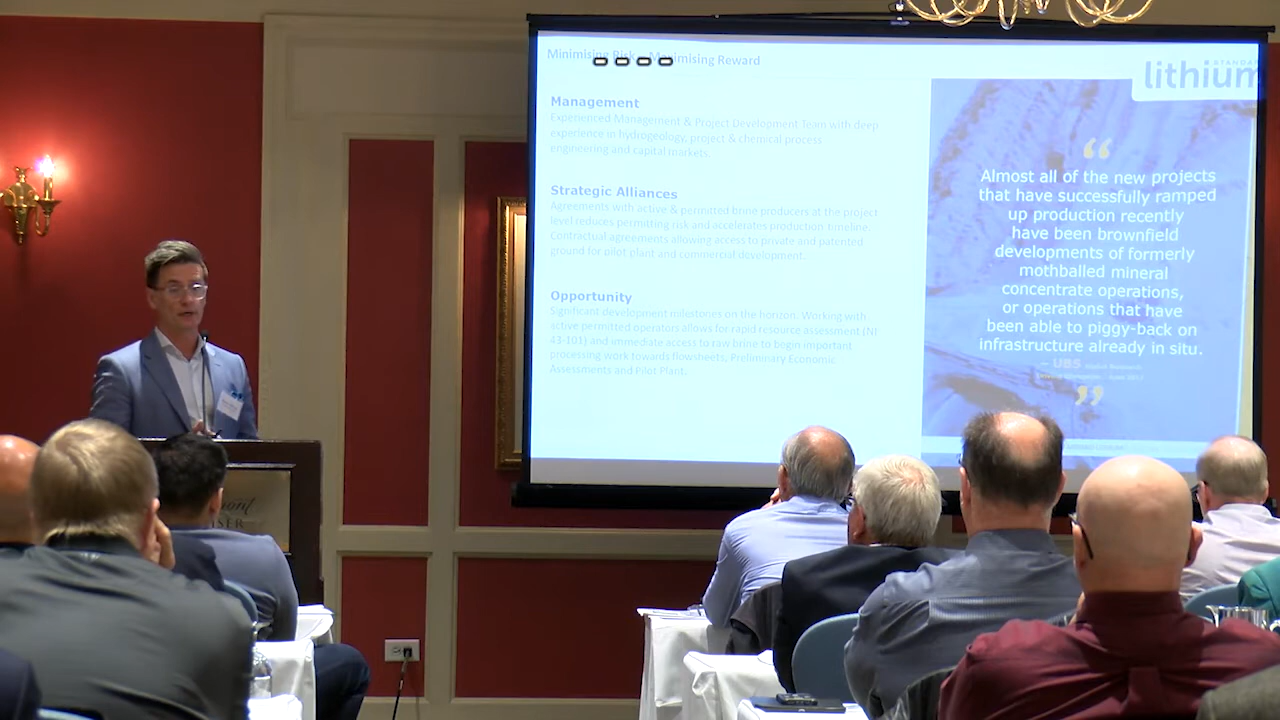 Minimising Risk - Maximising Reward
STANDA
lithium
Management
Experienced Management & Project Development Team with deep
experience in hydrogeology, project & chemical process
engineering and capital markets.
Strategic Alliances
Agreements with active & permitted brine producers at the project
level reduces permitting risk and accelerates production timeline.
Contractual agreements allowing access to private and patented
ground for pilot plant and commercial development.
Opportunity
Significant development milestones on the horizon. Working with
active permitted operators allows for rapid resource assessment (NI
43-101) and immediate access to raw brine to begin important
processing work towards flowsheets, Preliminary Economic
Assessments and Pilot Plant.
“
Almost all of the new projects
that have successfully ramped
up production recently
have been brownfield
developments of formerly
mothballed mineral
concentrate operations,
or operations that have
been able to piggy-back on
infrastructure already in situ.
– UBS
”